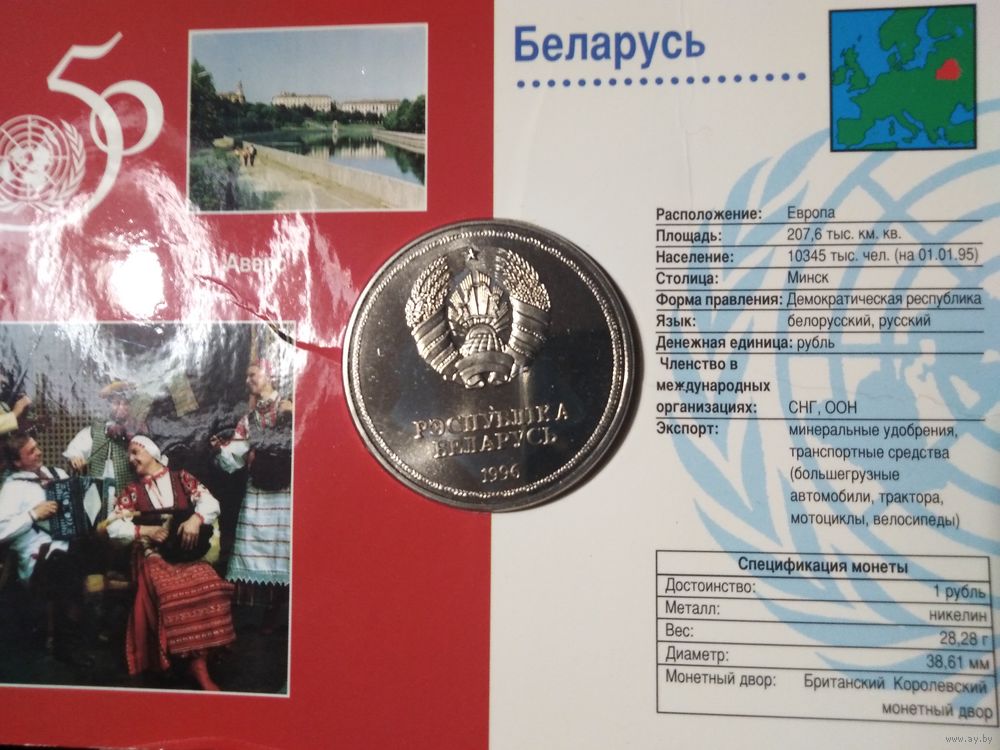 50
Аверс
РЭСПУБЛIКА
БЕЛАРУСЬ
1996
Беларусь
Расположение: Европа
Площадь: 207,6 тыс. км. кв.
Население: 10345 тыс. чел. (на 01.01.95)
Столица: Минск
Форма правления: Демократическая республика
Язык: белорусский, русский
Денежная единица: рубль
Членство в
международных
организациях: СНГ, ООН
Экспорт: минеральные удобрения,
транспортные средства
(большегрузные
автомобили, трактора,
мотоциклы, велосипеды)
Спецификация монеты
Достоинство: 1 рубль
Металл: никелин
Вес: 28,28 г
Диаметр: 38,61 мм
Монетный двор: Британский Королевский
монетный двор
www.ay.by